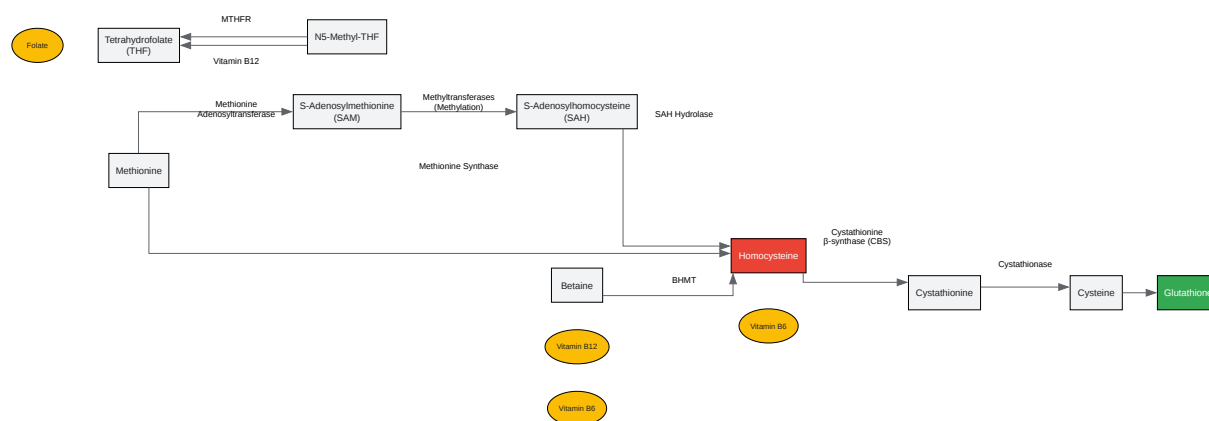 MTHFR
Folate
Tetrahydrofolate
(THF)
N5-Methyl-THF
Vitamin B12
Methionine
Adenosyltransferase
S-Adenosylmethionine
(SAM)
Methyltransferases
(Methylation)
S-Adenosylhomocysteine
(SAH)
SAH Hydrolase
Methionine
Methionine Synthase
Homocysteine
Cystathionine
β-synthase (CBS)
Betaine
BHMT
Cystathionine
Cystathionase
Cysteine
Glutathion
Vitamin B12
Vitamin B6
Vitamin B6